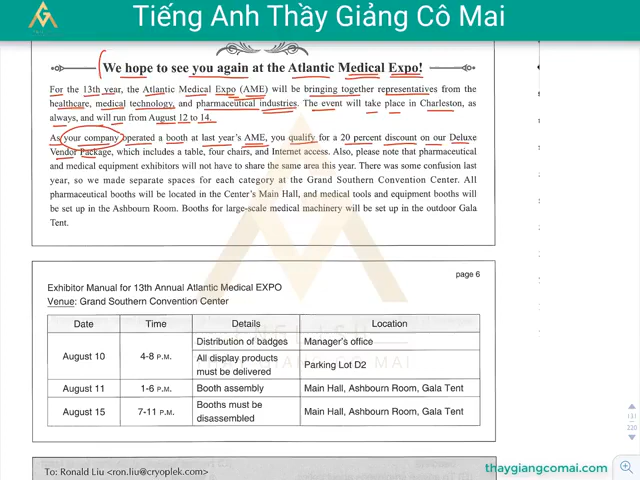 Tiếng Anh Thầy Giảng Cô Mai
We hope to see you again at the Atlantic Medical Expo!
For the 13th year, the Atlantic Medical Expo (AME) will be bringing together representatives from the
healthcare, medical technology, and pharmaceutical industries. The event will take place in Charleston, as
always, and will run from August 12 to 14.
As your company operated a booth at last year's AME, you qualify for a 20 percent discount on our Deluxe
Vendor Package, which includes a table, four chairs, and Internet access. Also, please note that pharmaceutical
and medical equipment exhibitors will not have to share the same area this year. There was some confusion last
year, so we made separate spaces for each category at the Grand Southern Convention Center. All
pharmaceutical booths will be located in the Center's Main Hall, and medical tools and equipment booths will
be set up in the Ashbourn Room. Booths for large-scale medical machinery will be set up in the outdoor Gala
Tent.
page 6
Exhibitor Manual for 13th Annual Atlantic Medical EXPO
Venue: Grand Southern Convention Center
Date Time Details Location
August 10 4-8 P.M. Distribution of badges Manager's office
All display products must be delivered Parking Lot D2
August 11 1-6 P.M. Booth assembly Main Hall, Ashbourn Room, Gala Tent
August 15 7-11 P.M. Booths must be disassembled Main Hall, Ashbourn Room, Gala Tent
To: Ronald Liu <ron.liu@cryoplek.com>
131
220
thaygiangcomai.com